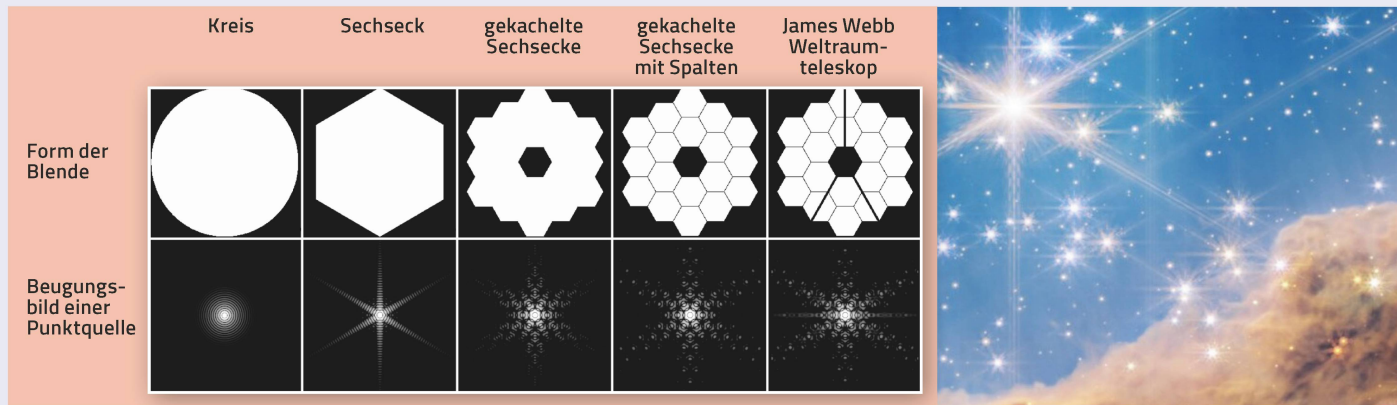 Kreis
Sechseck
gekachelte
Sechsecke
gekachelte
Sechsecke
mit Spalten
James Webb
Weltraum-
teleskop
Form der
Blende
Beugungs-
bild einer
Punktquelle